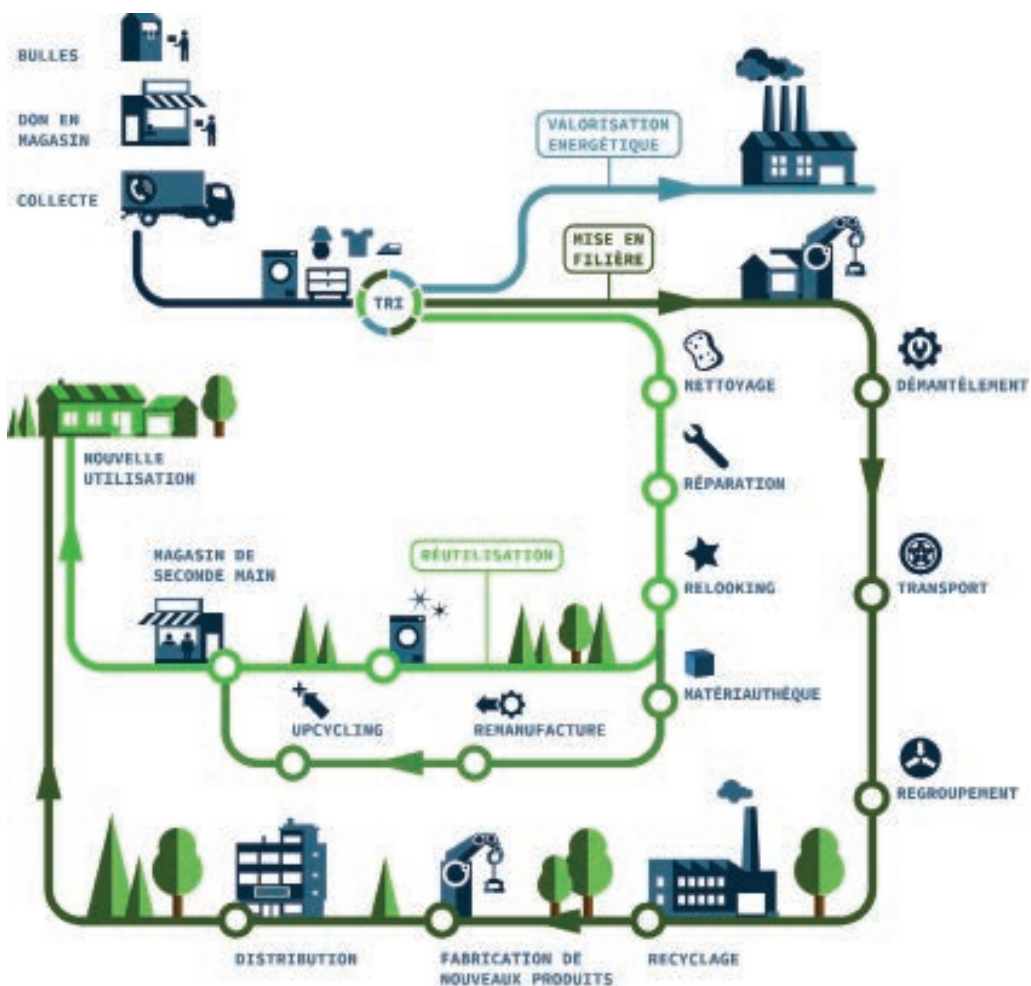 BULLES
DON EN
MAGASIN
COLLECTE
VALORISATION
ENERGÉTIQUE
MISE EN
FILIÈRE
TRI
NETTOYAGE
DÉMANTÈLEMENT
NOUVELLE
UTILISATION
RÉPARATION
MAGASIN DE
SECONDE MAIN
RÉUTILISATION
RELOOKING
TRANSPORT
MATÉRIAUTHÈQUE
UPCYCLING
REMANUFACTURE
REGROUPEMENT
DISTRIBUTION
FABRICATION DE
NOUVEAUX PRODUITS
RECYCLAGE